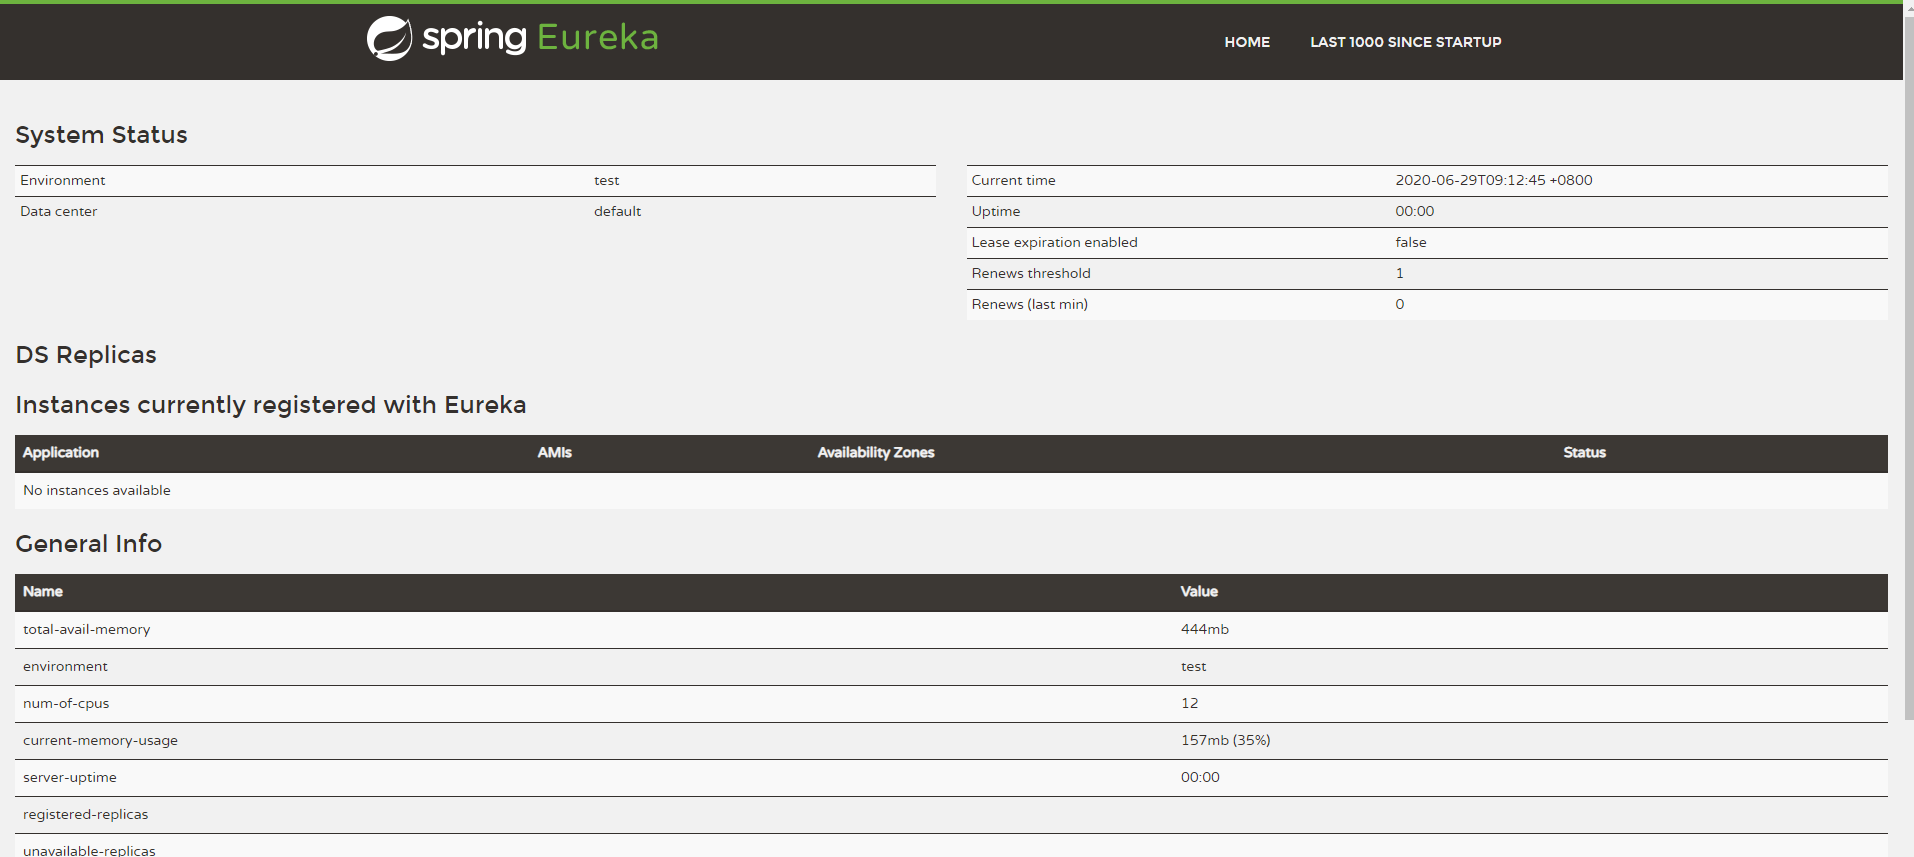 spring Eureka
HOME LAST 1000 SINCE STARTUP
System Status
Environment test
Data center default
Current time 2020-06-29T09:12:45 +0800
Uptime 00:00
Lease expiration enabled false
Renews threshold 1
Renews (last min) 0
DS Replicas
Instances currently registered with Eureka
Application AMIs Availability Zones Status
No instances available
General Info
Name Value
total-avail-memory 444mb
environment test
num-of-cpus 12
current-memory-usage 157mb (35%)
server-uptime 00:00
registered-replicas
unavailable-replicas